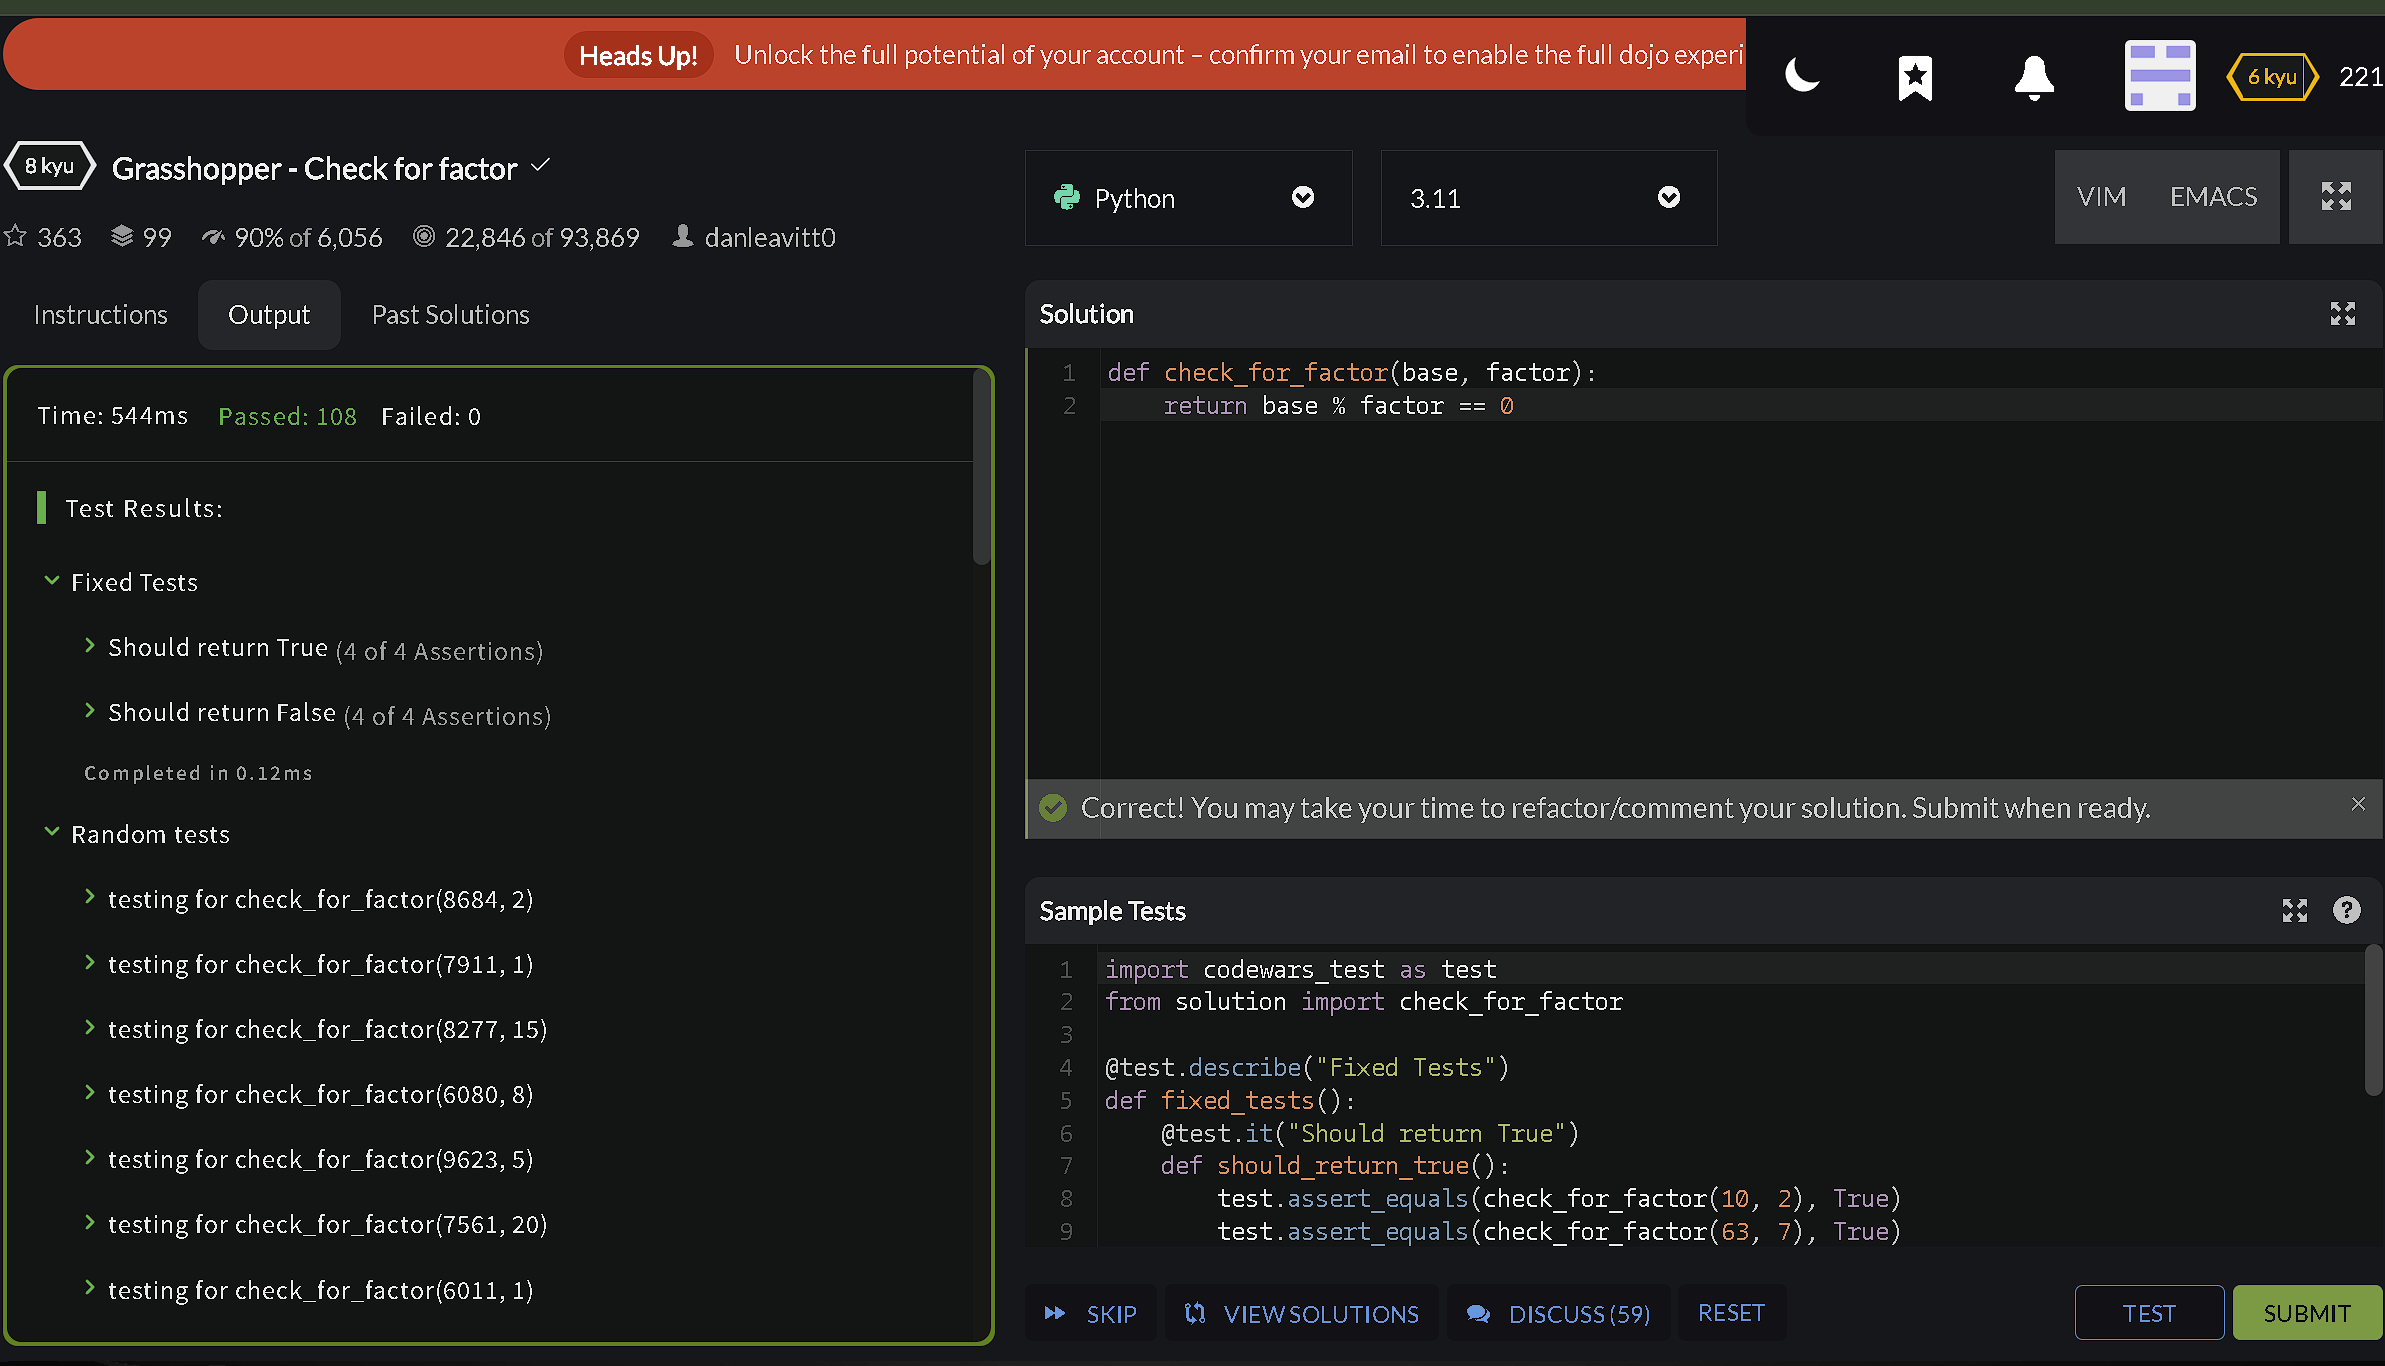 Heads Up! Unlock the full potential of your account – confirm your email to enable the full dojo experi
6 kyu 221
8 kyu Grasshopper - Check for factor
363 99 90% of 6,056 22,846 of 93,869 danleavitt0
Instructions Output Past Solutions
Time: 544ms Passed: 108 Failed: 0
Test Results:
Fixed Tests
Should return True (4 of 4 Assertions)
Should return False (4 of 4 Assertions)
Completed in 0.12ms
Random tests
testing for check_for_factor(8684, 2)
testing for check_for_factor(7911, 1)
testing for check_for_factor(8277, 15)
testing for check_for_factor(6080, 8)
testing for check_for_factor(9623, 5)
testing for check_for_factor(7561, 20)
testing for check_for_factor(6011, 1)
Python 3.11 VIM EMACS
Solution
1 def check_for_factor(base, factor):
2     return base % factor == 0
Correct! You may take your time to refactor/comment your solution. Submit when ready.
Sample Tests
1 import codewars_test as test
2 from solution import check_for_factor
3
4 @test.describe("Fixed Tests")
5 def fixed_tests():
6     @test.it("Should return True")
7     def should_return_true():
8         test.assert_equals(check_for_factor(10, 2), True)
9         test.assert_equals(check_for_factor(63, 7), True)
SKIP VIEW SOLUTIONS DISCUSS (59) RESET TEST SUBMIT